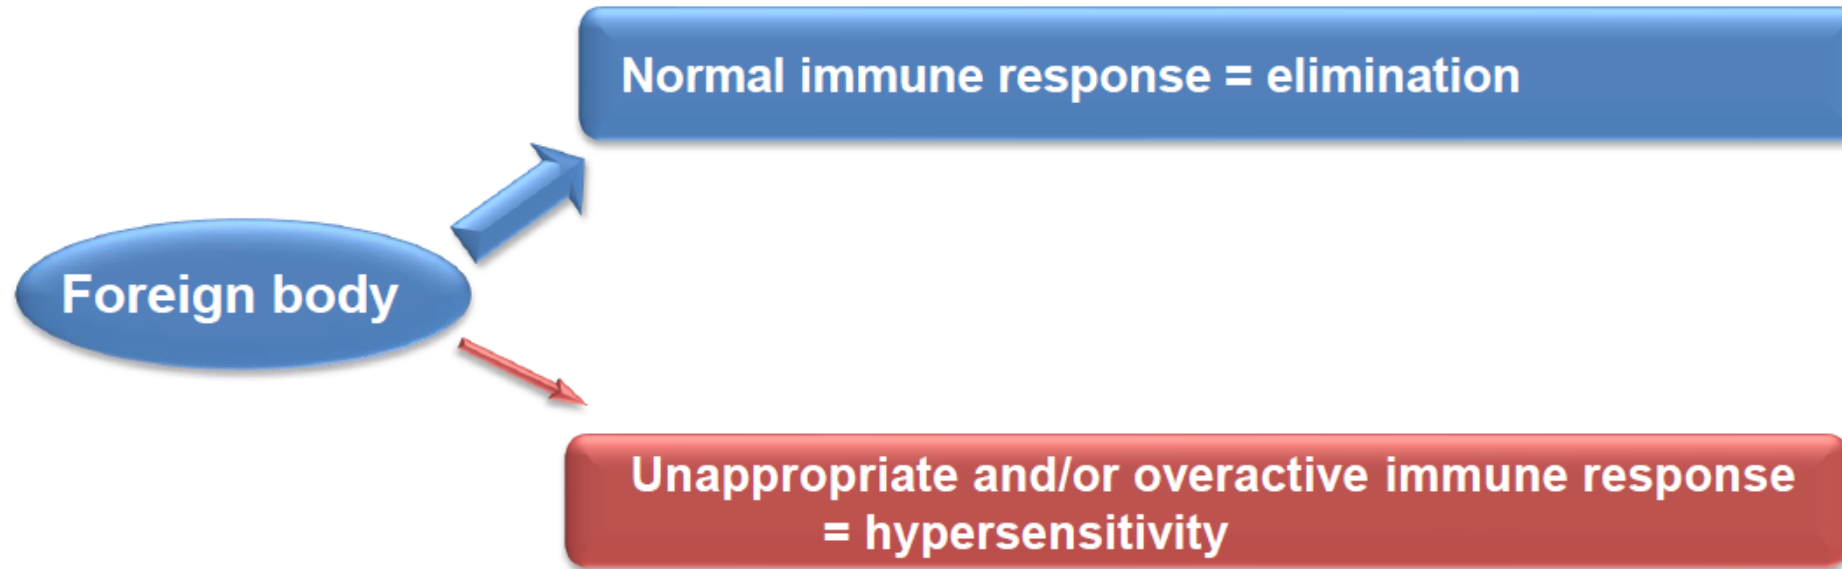 Normal immune response = elimination
Foreign body
Unappropriate and/or overactive immune response
= hypersensitivity